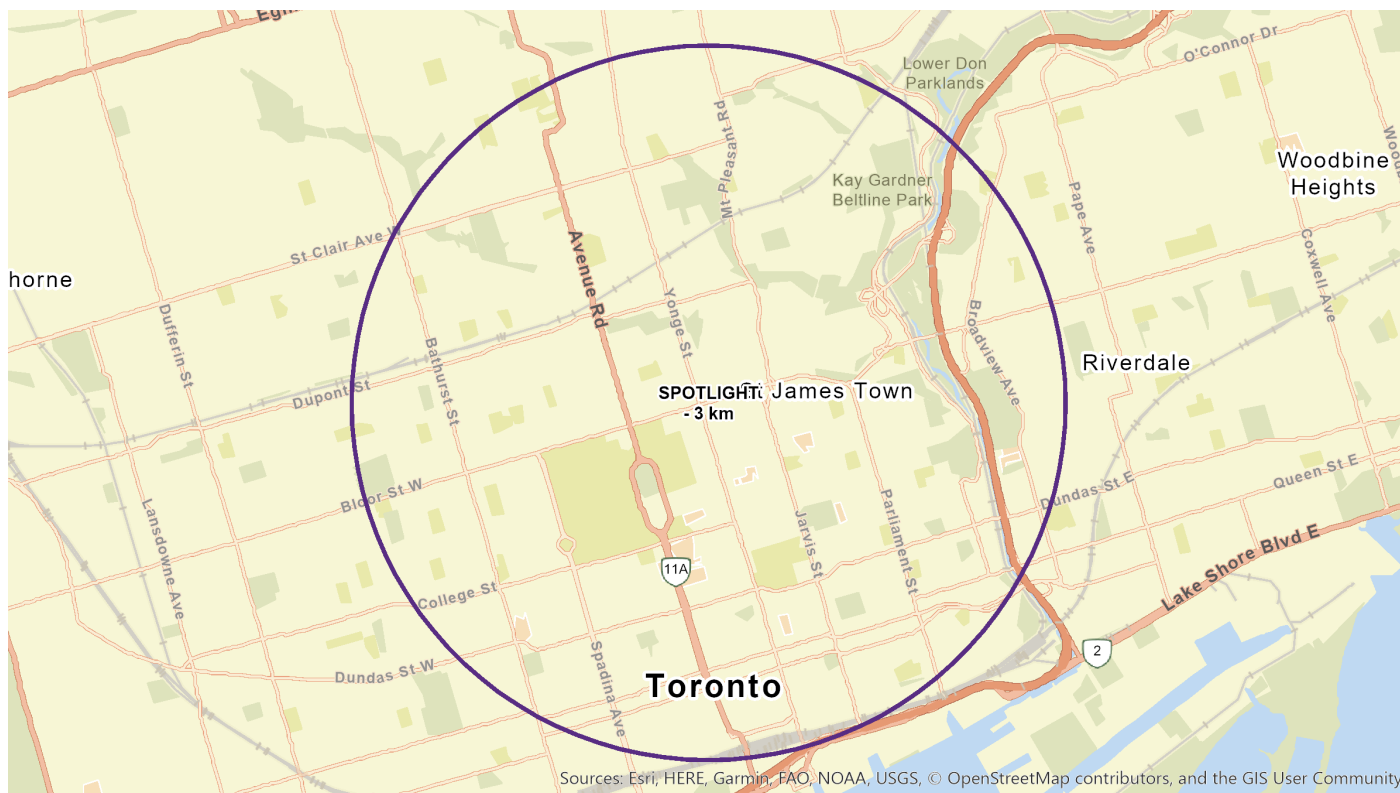 Lower Don
Parklands
O'Connor Dr
Mt Pleasant Rd
Woodbine
Heights
Kay Gardner
Beltline Park
Pape Ave
St Clair Ave W
Avenue Rd
Coxwell Ave
horne
Dufferin St
Yonge St
Broadview Ave
Bathurst St
Riverdale
Dupont St
SPOTLIGHT:
- 3 km
James Town
Bloor St W
Queen St E
Dundas St E
Lansdowne Ave
Jarvis St
Parliament St
Lake Shore Blvd E
11A
College St
2
Dundas St W
Spadina Ave
Toronto
Sources: Esri, HERE, Garmin, FAO, NOAA, USGS, © OpenStreetMap contributors, and the GIS User Community